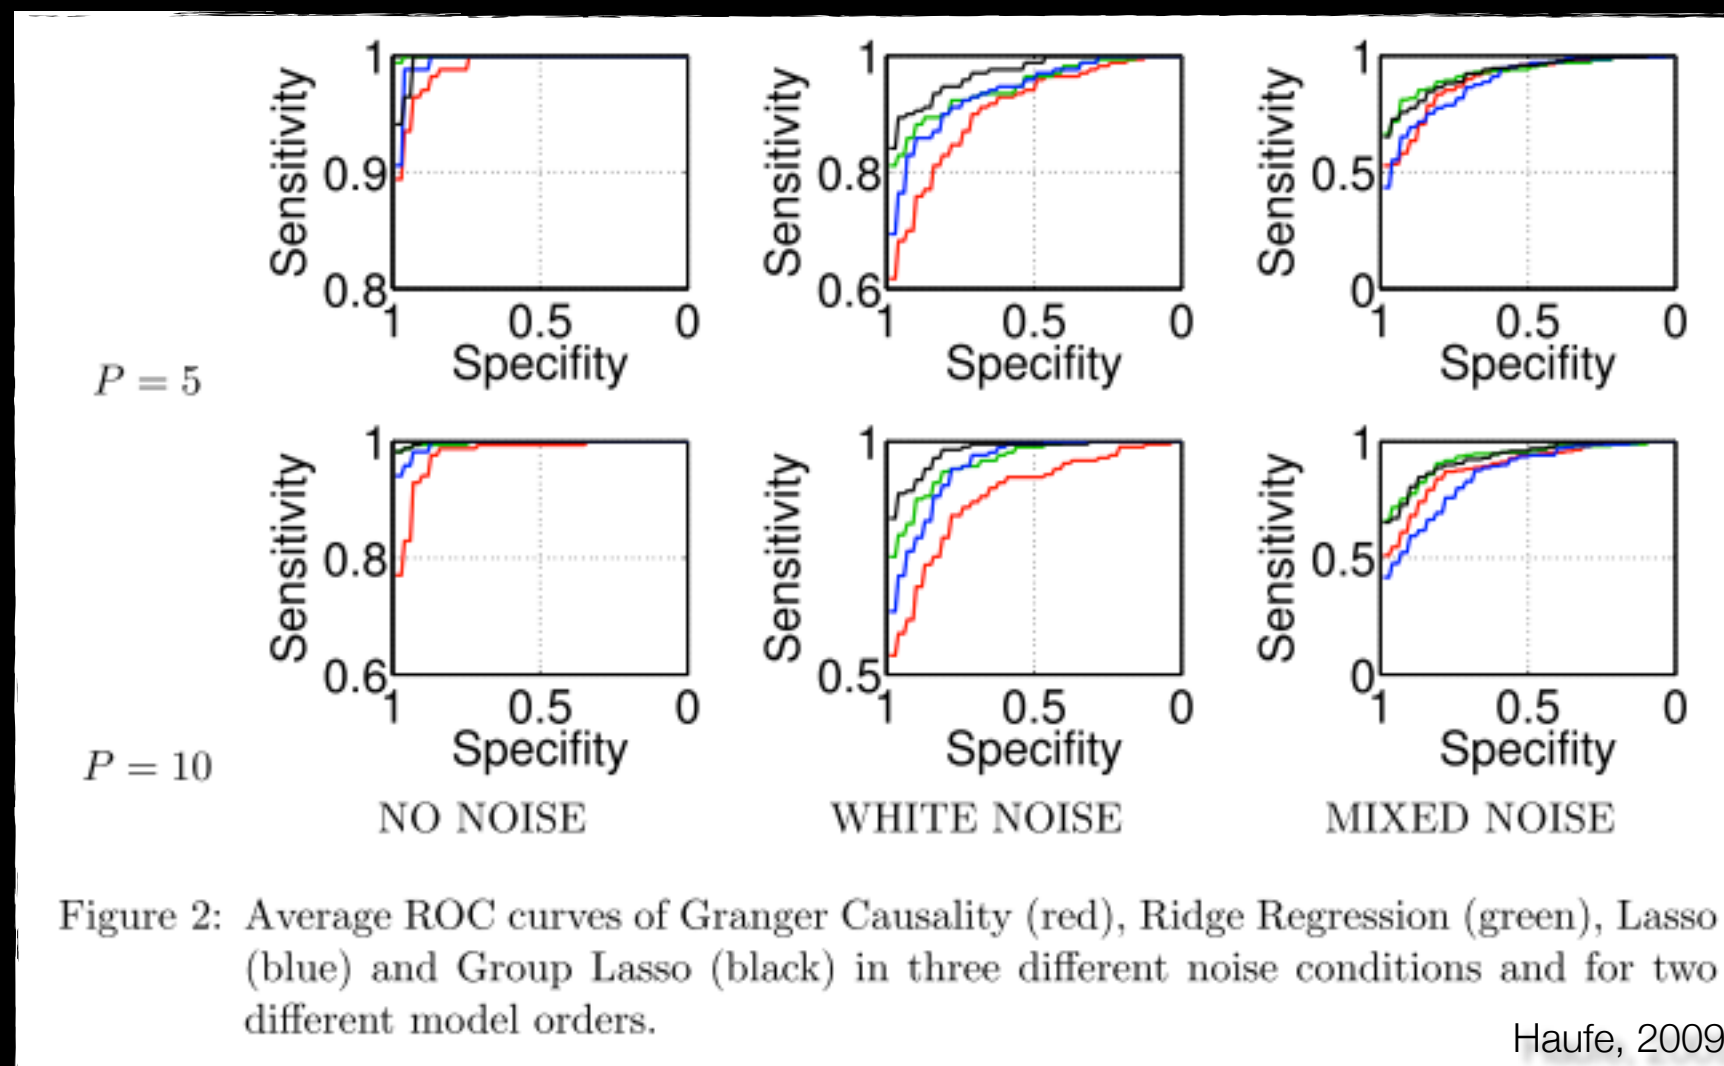 1
Sensitivity
0.9
0.8
1 0.5 0
Specifity
1
Sensitivity
0.8
0.6
1 0.5 0
Specifity
1
Sensitivity
0.5
0
1 0.5 0
Specifity
P = 5
1
Sensitivity
0.8
0.6
1 0.5 0
Specifity
1
Sensitivity
0.5
1 0.5 0
Specifity
1
Sensitivity
0.5
0
1 0.5 0
Specifity
P = 10
NO NOISE
WHITE NOISE
MIXED NOISE
Figure 2: Average ROC curves of Granger Causality (red), Ridge Regression (green), Lasso
(blue) and Group Lasso (black) in three different noise conditions and for two
different model orders.
Haufe, 2009